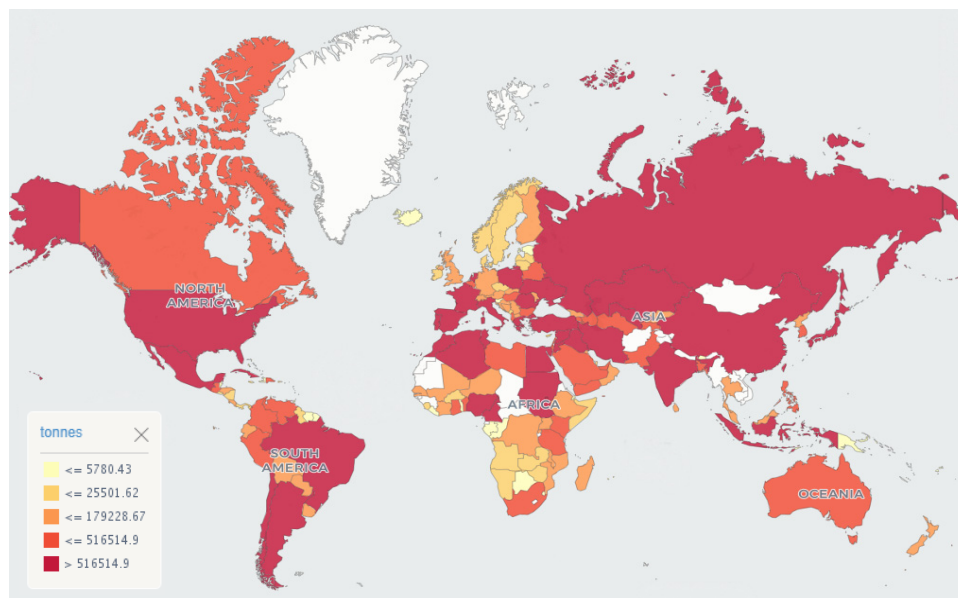 NORTH
AMERICA
ASIA
AFRICA
SOUTH
AMERICA
OCEANIA
tonnes
<= 5780.43
<= 25501.62
<= 179228.67
<= 516514.9
> 516514.9